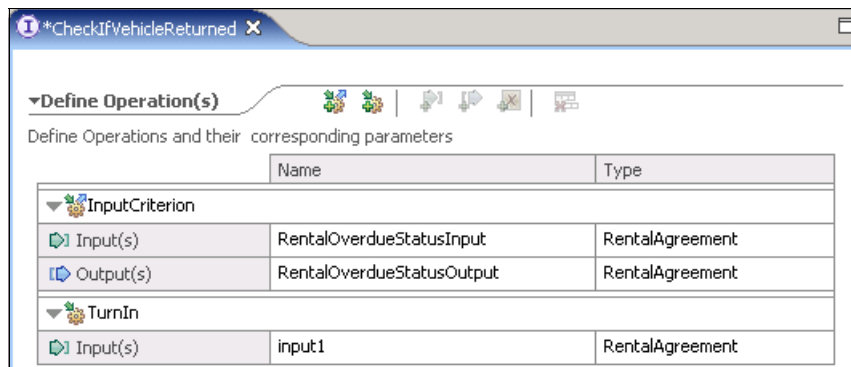 *CheckIfVehicleReturned
Define Operation(s)
Define Operations and their corresponding parameters
Name Type
InputCriterion
Input(s) RentalOverdueStatusInput RentalAgreement
Output(s) RentalOverdueStatusOutput RentalAgreement
TurnIn
Input(s) input1 RentalAgreement